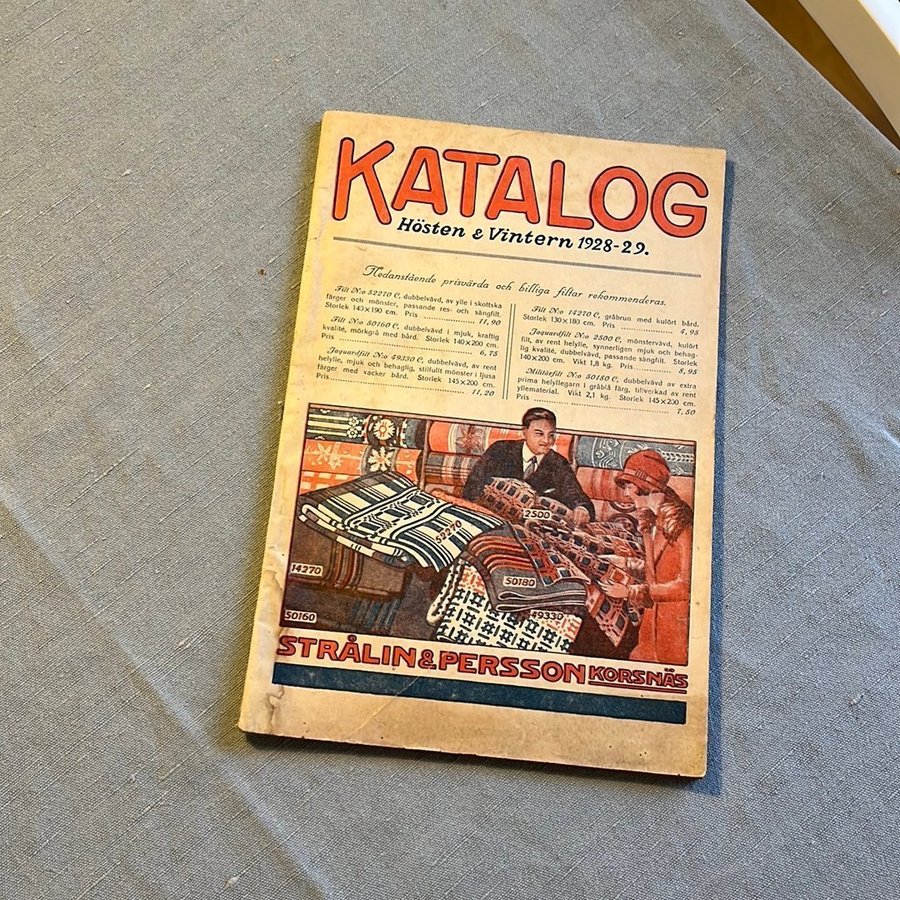 KATALOG
Hösten & Vintern 1928-29.
Nedanstående prisvärda och billiga filtar rekommenderas.
Filt N:o 52270 C, dubbelvävd, av ylle i skottska
färger och mönster, passande res- och sängfilt.
Storlek 140×190 cm. Pris ........ 11,90
Filt N:o 50160 C, dubbelvävd i mjuk, kraftig
kvalité, mörkgrå med bård. Storlek 140×200 cm.
Pris ........ 6,75
Jaquardfilt N:o 49330 C, dubbelvävd, av rent
helylle, mjuk och behaglig, stilfullt mönster i ljusa
färger med vacker bård. Storlek 145×200 cm.
Pris ........ 11,20
Filt N:o 14270 C, gråbrun med kulört bård.
Storlek 130×180 cm. Pris ........ 4,95
Jaquardfilt N:o 2500 C, mönstervävd, kulört
filt, av rent helylle, synnerligen mjuk och behag-
lig kvalité, dubbelvävd, passande sängfilt. Storlek
140×200 cm. Vikt 1,8 kg. Pris ........ 8,95
Militärfilt N:o 50180 C, dubbelvävd av extra
prima helyllegarn i gråblå färg, tillverkad av rent
yllematerial. Vikt 2,1 kg. Storlek 145×200 cm.
Pris ........ 7,50
2500
52270
14270
50180
49330
50160
STRÅLIN & PERSSON KORSNÄS